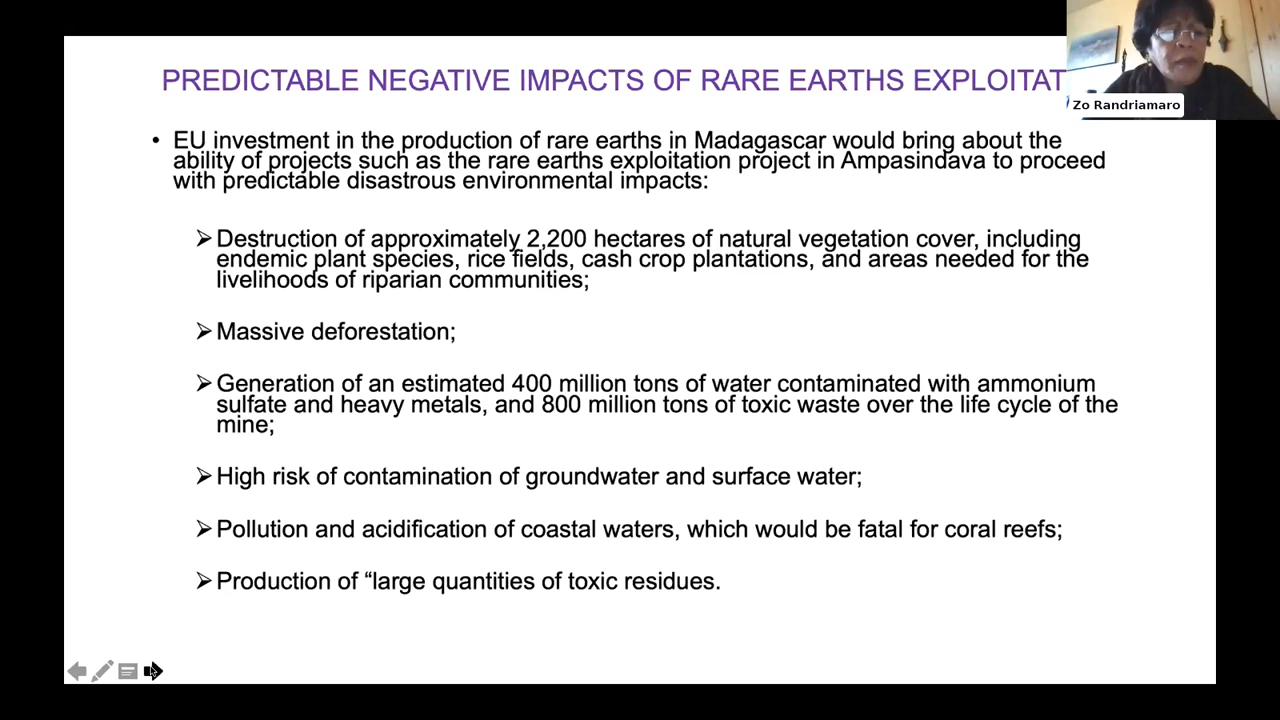 PREDICTABLE NEGATIVE IMPACTS OF RARE EARTHS EXPLOITAT
Zo Randriamaro
• EU investment in the production of rare earths in Madagascar would bring about the
ability of projects such as the rare earths exploitation project in Ampasindava to proceed
with predictable disastrous environmental impacts:
➢ Destruction of approximately 2,200 hectares of natural vegetation cover, including
endemic plant species, rice fields, cash crop plantations, and areas needed for the
livelihoods of riparian communities;
➢ Massive deforestation;
➢ Generation of an estimated 400 million tons of water contaminated with ammonium
sulfate and heavy metals, and 800 million tons of toxic waste over the life cycle of the
mine;
➢ High risk of contamination of groundwater and surface water;
➢ Pollution and acidification of coastal waters, which would be fatal for coral reefs;
➢ Production of “large quantities of toxic residues.